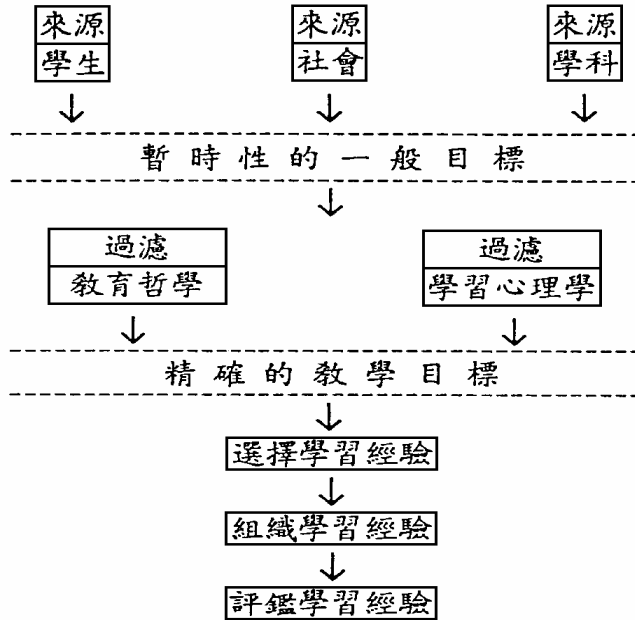 來源 來源 來源
學生 社會 學科
暫時性的一般目標
過濾 過濾
教育哲學 學習心理學
精確的教學目標
選擇學習經驗
組織學習經驗
評鑑學習經驗